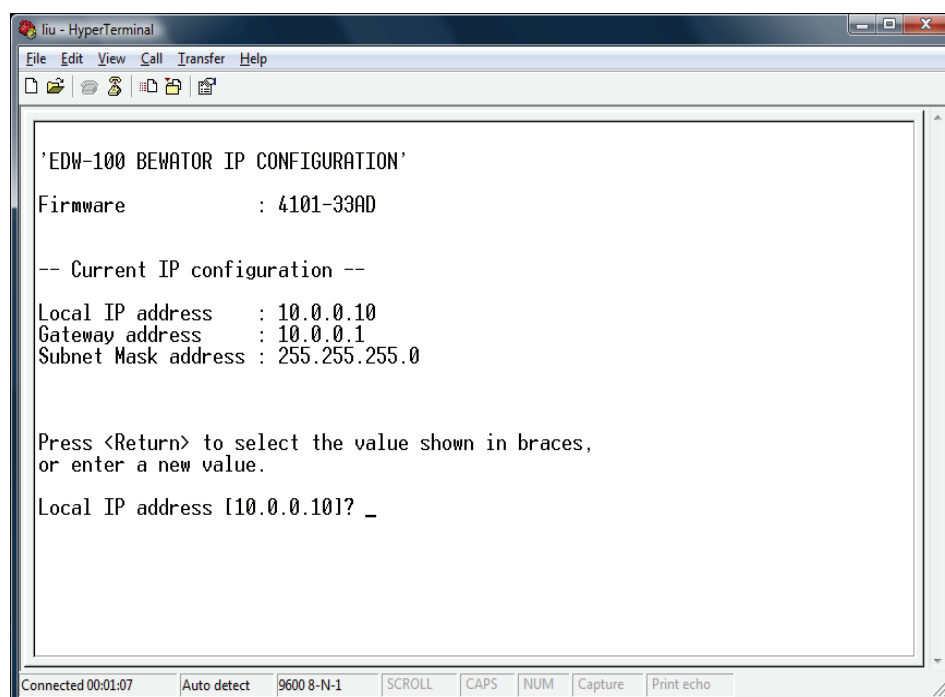 liu - HyperTerminal
File Edit View Call Transfer Help
'EDW-100 BEWATOR IP CONFIGURATION'
Firmware : 4101-33AD
-- Current IP configuration --
Local IP address : 10.0.0.10
Gateway address : 10.0.0.1
Subnet Mask address : 255.255.255.0
Press <Return> to select the value shown in braces,
or enter a new value.
Local IP address [10.0.0.10]? _
Connected 00:01:07 Auto detect 9600 8-N-1 SCROLL CAPS NUM Capture Print echo